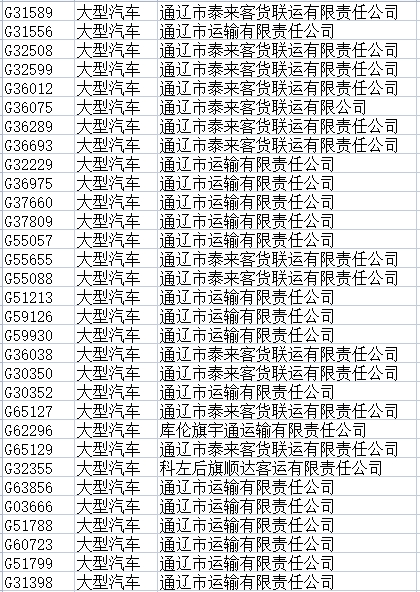 G31589 大型汽车 通辽市泰来客货联运有限责任公司
G31556 大型汽车 通辽市运输有限责任公司
G32508 大型汽车 通辽市泰来客货联运有限责任公司
G32599 大型汽车 通辽市泰来客货联运有限责任公司
G36012 大型汽车 通辽市泰来客货联运有限责任公司
G36075 大型汽车 通辽市泰来客货联运有限公司
G36289 大型汽车 通辽市泰来客货联运有限责任公司
G36693 大型汽车 通辽市泰来客货联运有限责任公司
G32229 大型汽车 通辽市运输有限责任公司
G36975 大型汽车 通辽市运输有限责任公司
G37660 大型汽车 通辽市运输有限责任公司
G37809 大型汽车 通辽市运输有限责任公司
G55057 大型汽车 通辽市运输有限责任公司
G55655 大型汽车 通辽市泰来客货联运有限责任公司
G55088 大型汽车 通辽市泰来客货联运有限责任公司
G51213 大型汽车 通辽市运输有限责任公司
G59126 大型汽车 通辽市运输有限责任公司
G59930 大型汽车 通辽市运输有限责任公司
G36038 大型汽车 通辽市泰来客货联运有限责任公司
G30350 大型汽车 通辽市泰来客货联运有限责任公司
G30352 大型汽车 通辽市运输有限责任公司
G65127 大型汽车 通辽市泰来客货联运有限责任公司
G62296 大型汽车 库伦旗宇通运输有限责任公司
G65129 大型汽车 通辽市泰来客货联运有限责任公司
G32355 大型汽车 科左后旗顺达客运有限责任公司
G63856 大型汽车 通辽市运输有限责任公司
G03666 大型汽车 通辽市运输有限责任公司
G51788 大型汽车 通辽市运输有限责任公司
G60723 大型汽车 通辽市运输有限责任公司
G51799 大型汽车 通辽市运输有限责任公司
G31398 大型汽车 通辽市运输有限责任公司